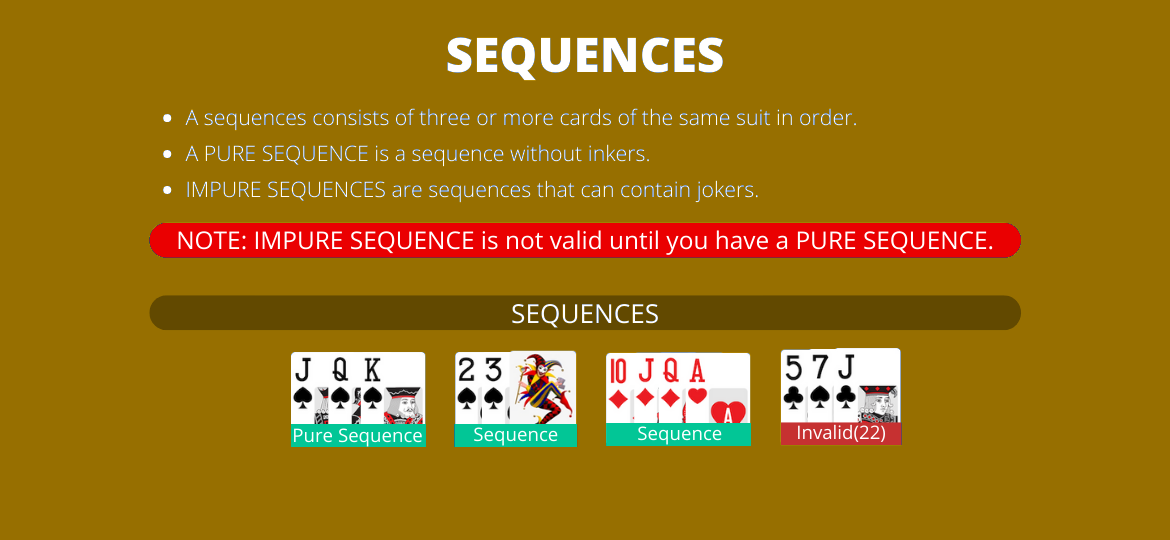 SEQUENCES
• A sequences consists of three or more cards of the same suit in order.
• A PURE SEQUENCE is a sequence without inkers.
• IMPURE SEQUENCES are sequences that can contain jokers.
NOTE: IMPURE SEQUENCE is not valid until you have a PURE SEQUENCE.
SEQUENCES
J Q K
2 3
10 J Q A
A
5 7 J
Pure Sequence
Sequence
Sequence
Invalid(22)